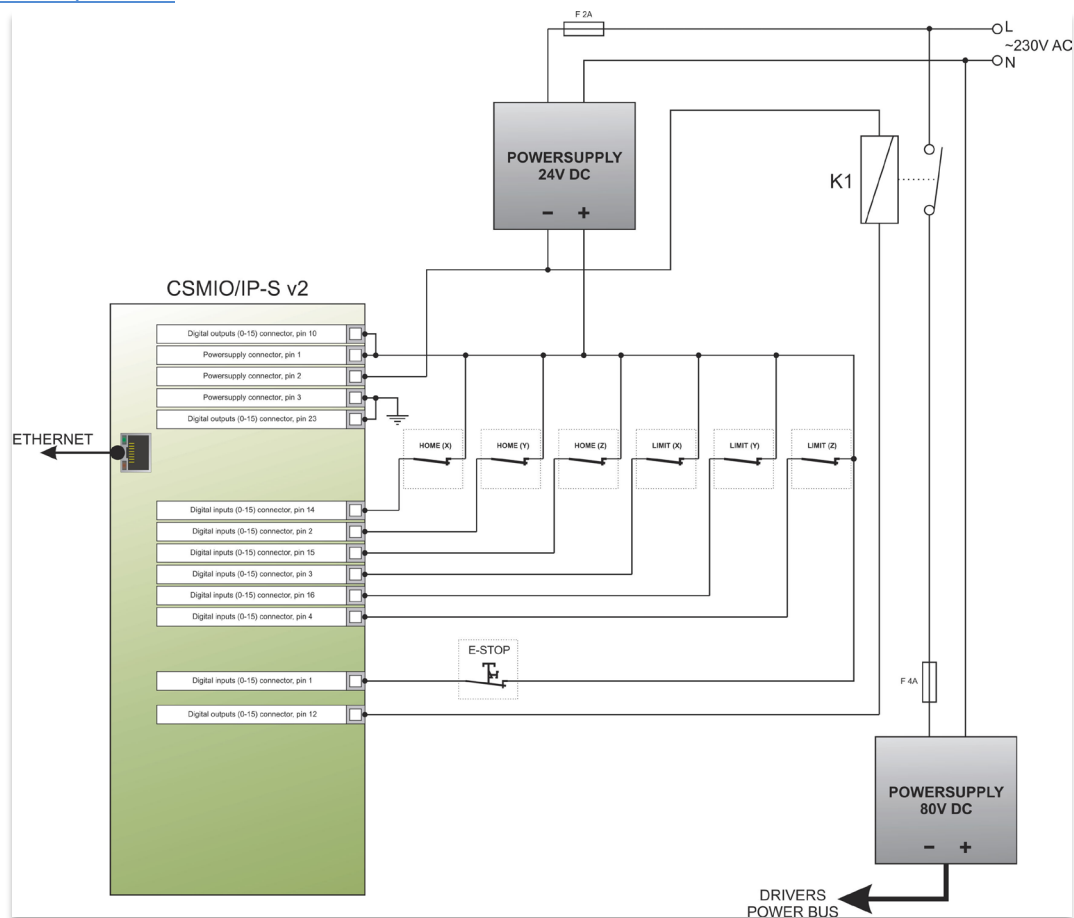 F 2A
L
~230V AC
N
POWERSUPPLY
24V DC
- +
K1
CSMIO/IP-S v2
Digital outputs (0-15) connector, pin 10
Powersupply connector, pin 1
Powersupply connector, pin 2
Powersupply connector, pin 3
Digital outputs (0-15) connector, pin 23
ETHERNET
HOME (X)
HOME (Y)
HOME (Z)
LIMIT (X)
LIMIT (Y)
LIMIT (Z)
Digital inputs (0-15) connector, pin 14
Digital inputs (0-15) connector, pin 2
Digital inputs (0-15) connector, pin 15
Digital inputs (0-15) connector, pin 3
Digital inputs (0-15) connector, pin 16
Digital inputs (0-15) connector, pin 4
E-STOP
Digital inputs (0-15) connector, pin 1
F 4A
Digital outputs (0-15) connector, pin 12
POWERSUPPLY
80V DC
- +
DRIVERS
POWER BUS